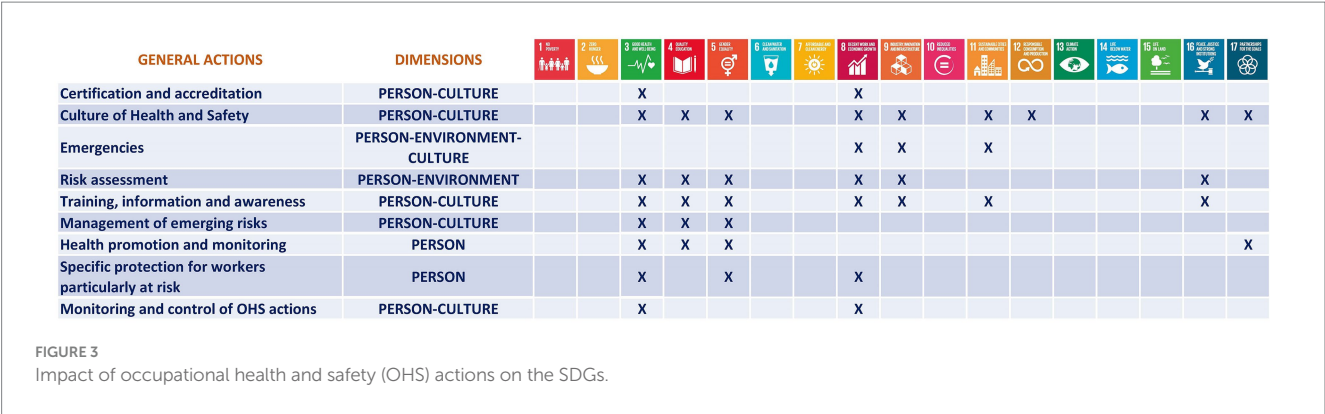 GENERAL ACTIONS DIMENSIONS
1 NO POVERTY
2 ZERO HUNGER
3 GOOD HEALTH AND WELL-BEING
4 QUALITY EDUCATION
5 GENDER EQUALITY
6 CLEAN WATER AND SANITATION
7 AFFORDABLE AND CLEAN ENERGY
8 DECENT WORK AND ECONOMIC GROWTH
9 INDUSTRY, INNOVATION AND INFRASTRUCTURE
10 REDUCED INEQUALITIES
11 SUSTAINABLE CITIES AND COMMUNITIES
12 RESPONSIBLE CONSUMPTION AND PRODUCTION
13 CLIMATE ACTION
14 LIFE BELOW WATER
15 LIFE ON LAND
16 PEACE, JUSTICE AND STRONG INSTITUTIONS
17 PARTNERSHIPS FOR THE GOALS
Certification and accreditation PERSON-CULTURE X X
Culture of Health and Safety PERSON-CULTURE X X X X X X X X X
Emergencies PERSON-ENVIRONMENT-
CULTURE X X X
Risk assessment PERSON-ENVIRONMENT X X X X X X
Training, information and awareness PERSON-CULTURE X X X X X X X
Management of emerging risks PERSON-CULTURE X X X
Health promotion and monitoring PERSON X X X X
Specific protection for workers
particularly at risk PERSON X X X
Monitoring and control of OHS actions PERSON-CULTURE X X
FIGURE 3
Impact of occupational health and safety (OHS) actions on the SDGs.